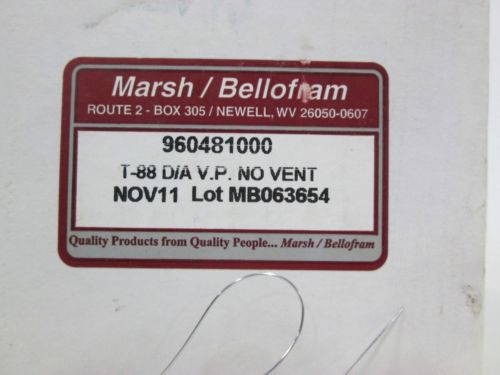 Marsh / Bellofram
ROUTE 2 - BOX 305 / NEWELL, WV 26050-0607
960481000
T-88 D/A V.P. NO VENT
NOV11 Lot MB063654
Quality Products from Quality People... Marsh / Bellofram